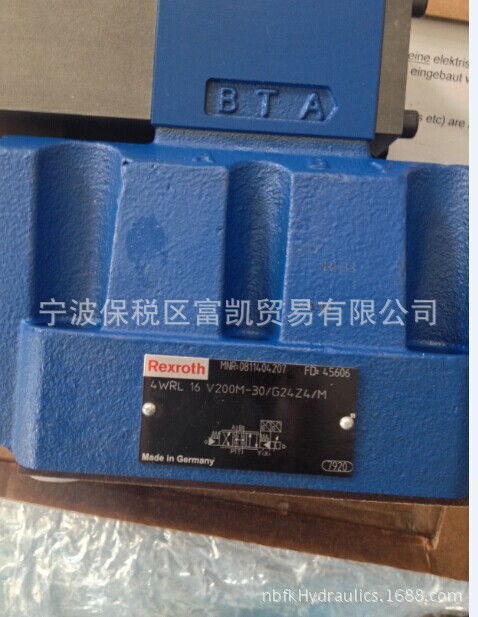 eine elektris
eingebaut w
B T A
s etc) are
宁波保税区富凯贸易有限公司
Rexroth MNR:0811404207 FD: 45606
4WRL 16 V200M-30/G24Z4/M
Made in Germany 7920
nbfkHydraulics.1688.com